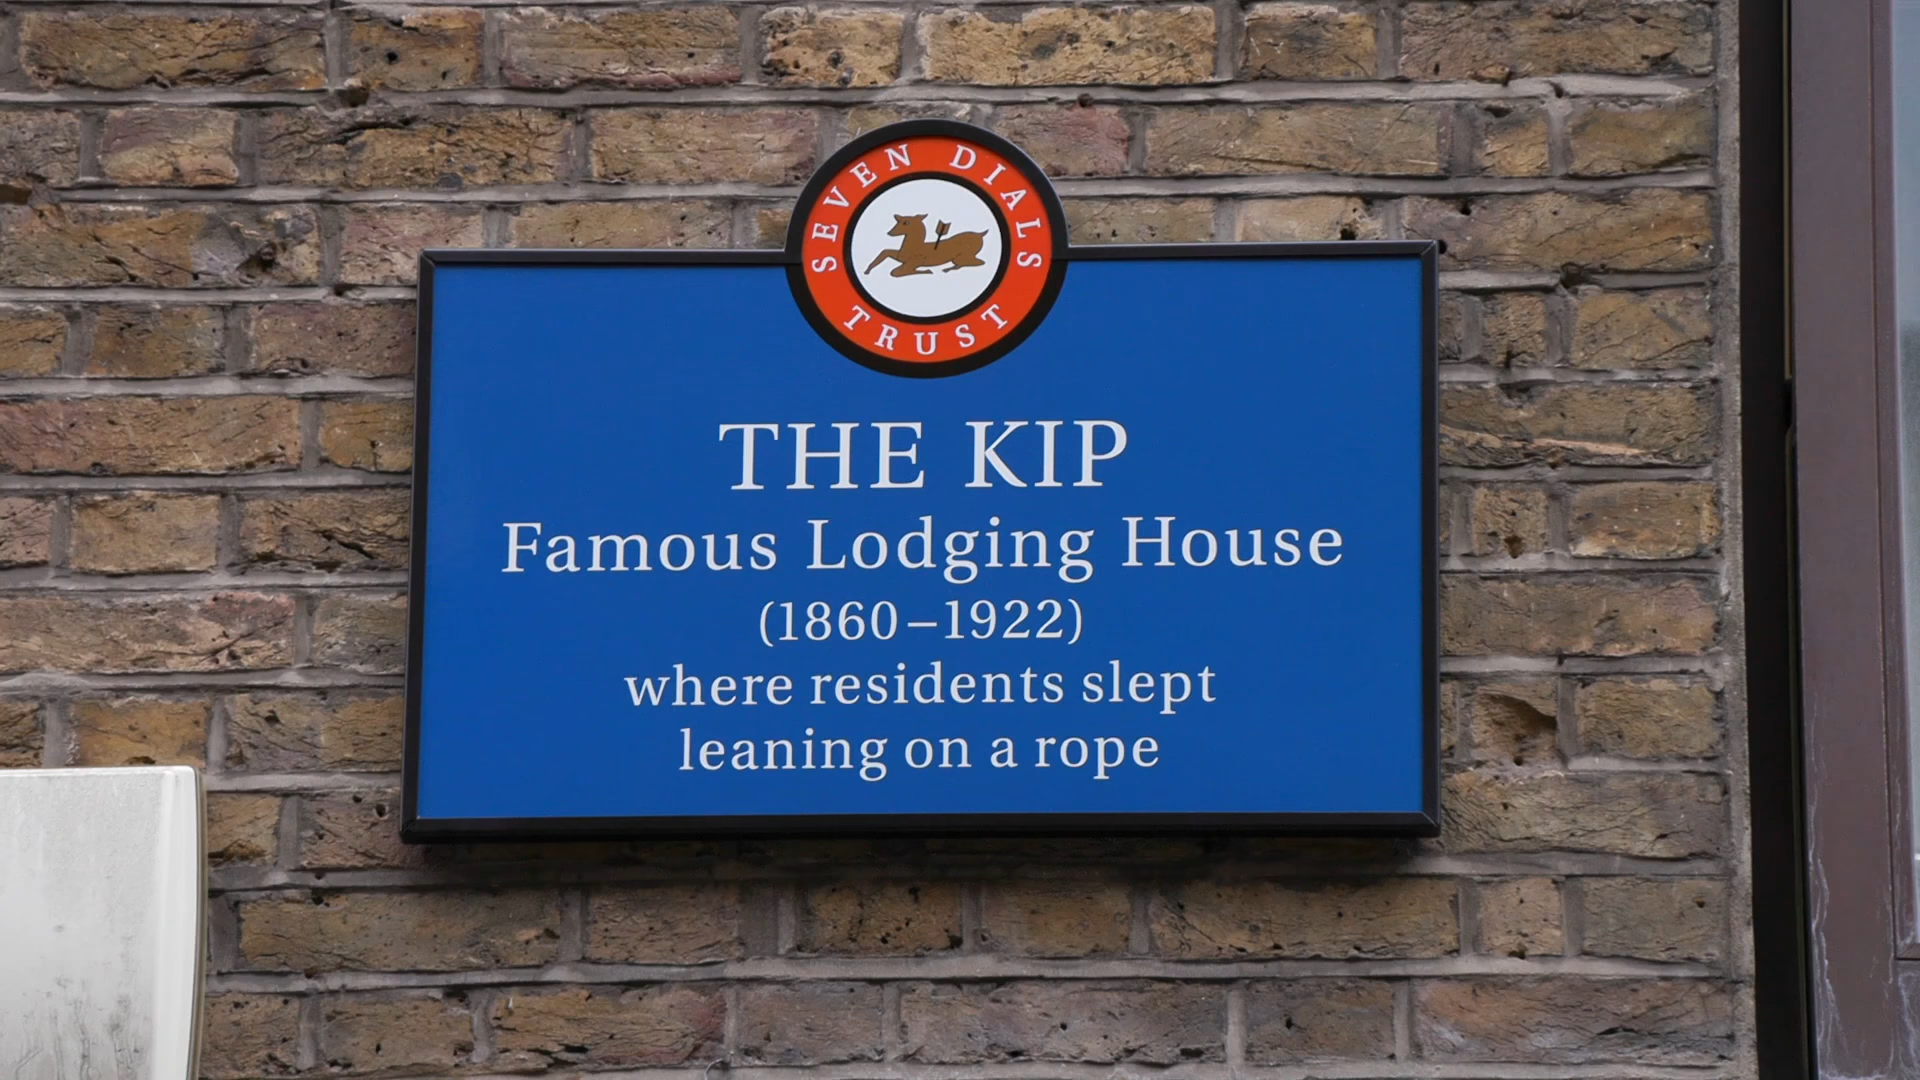 SEVEN DIALS
TRUST
THE KIP
Famous Lodging House
(1860–1922)
where residents slept
leaning on a rope